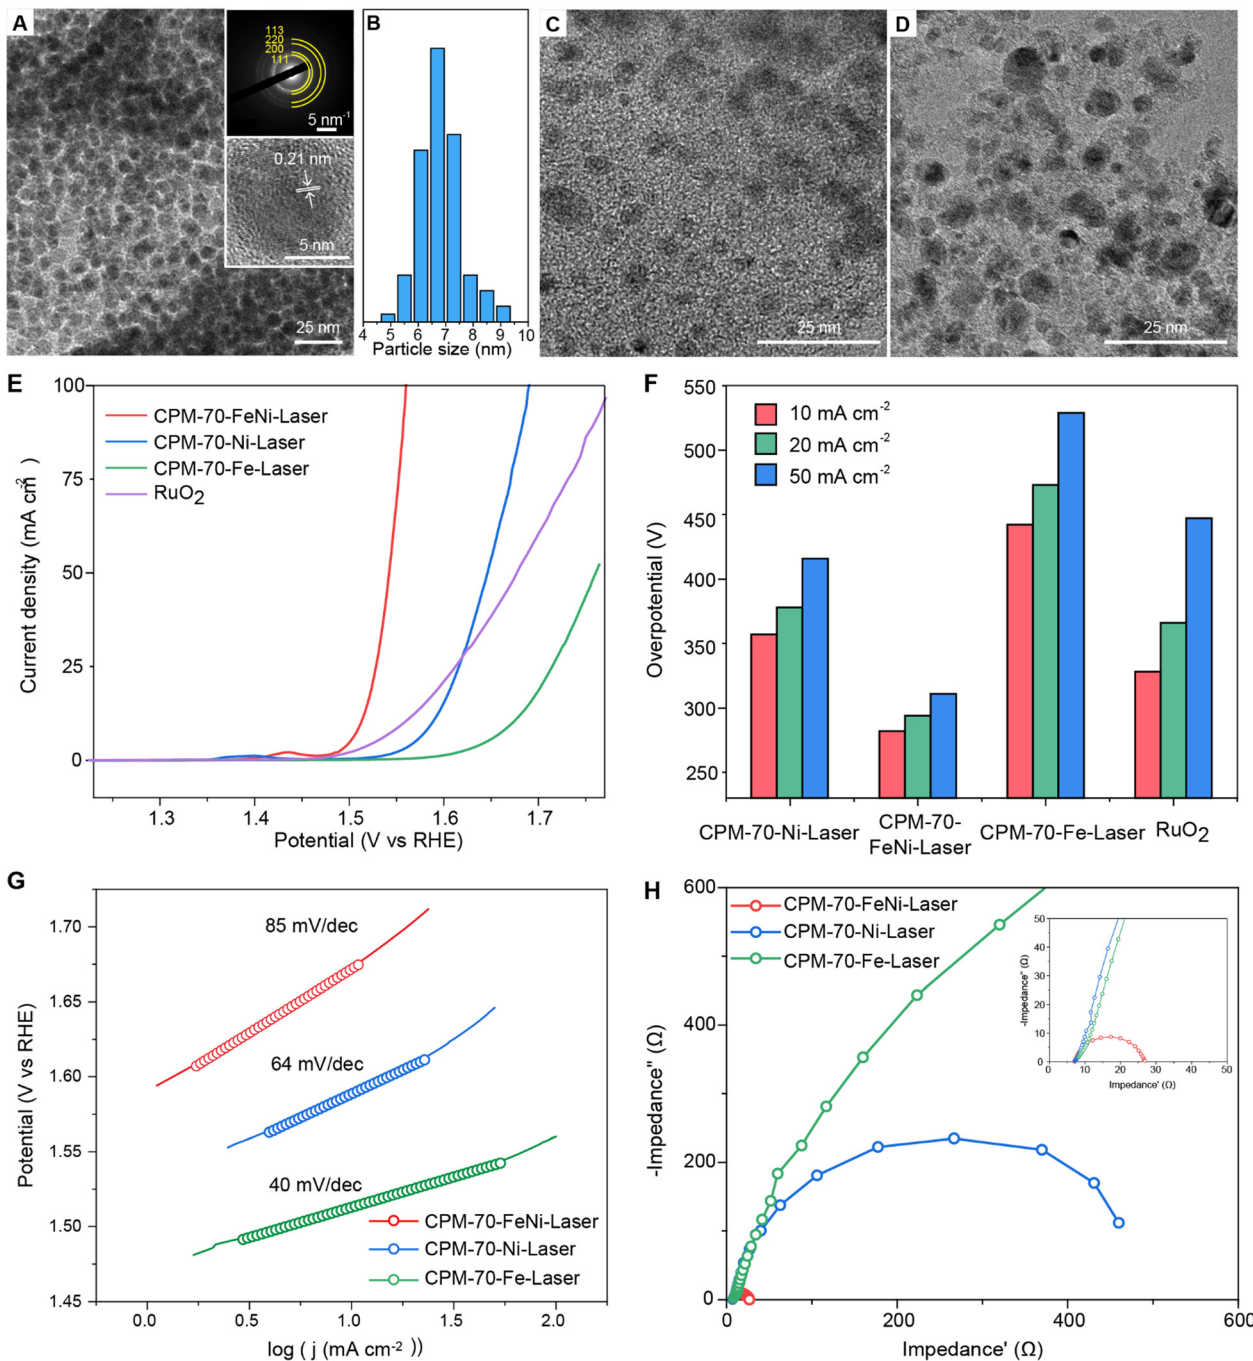 A
113
220
200
111
5 nm-1
0.21 nm
5 nm
25 nm
B
4 5 6 7 8 9 10
Particle size (nm)
C
25 nm
D
25 nm
E
CPM-70-FeNi-Laser
CPM-70-Ni-Laser
CPM-70-Fe-Laser
RuO2
100
75
50
25
0
Current density (mA cm-2)
1.3 1.4 1.5 1.6 1.7
Potential (V vs RHE)
F
10 mA cm-2
20 mA cm-2
50 mA cm-2
550
500
450
400
350
300
250
Overpotential (V)
CPM-70-Ni-Laser
CPM-70-
FeNi-Laser
CPM-70-Fe-Laser
RuO2
G
85 mV/dec
64 mV/dec
40 mV/dec
CPM-70-FeNi-Laser
CPM-70-Ni-Laser
CPM-70-Fe-Laser
1.70
1.65
1.60
1.55
1.50
1.45
Potential (V vs RHE)
0.0 0.5 1.0 1.5 2.0
log ( j (mA cm-2 ))
H
CPM-70-FeNi-Laser
CPM-70-Ni-Laser
CPM-70-Fe-Laser
600
400
200
0
-Impedance" (Ω)
0 200 400 600
Impedance' (Ω)
50
40
30
20
10
0
-Impedance" (Ω)
0 10 20 30 40 50
Impedance' (Ω)